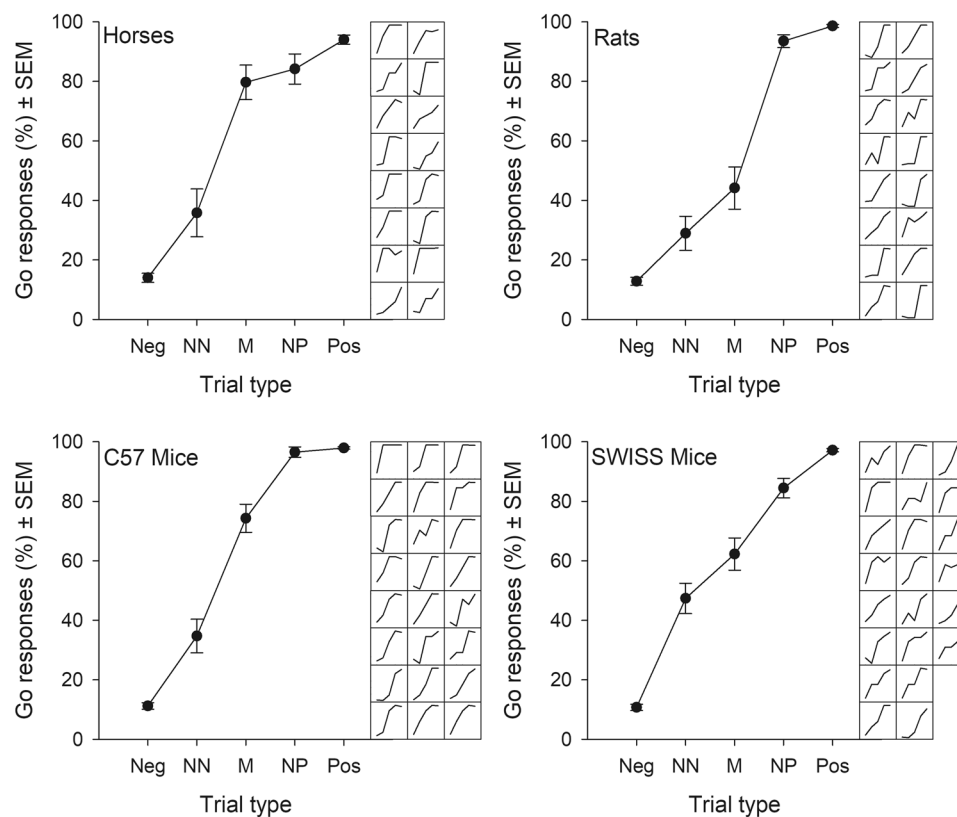 Horses
Go responses (%) ± SEM
100
80
60
40
20
0
Neg NN M NP Pos
Trial type
Rats
Go responses (%) ± SEM
100
80
60
40
20
0
Neg NN M NP Pos
Trial type
C57 Mice
Go responses (%) ± SEM
100
80
60
40
20
0
Neg NN M NP Pos
Trial type
SWISS Mice
Go responses (%) ± SEM
100
80
60
40
20
0
Neg NN M NP Pos
Trial type